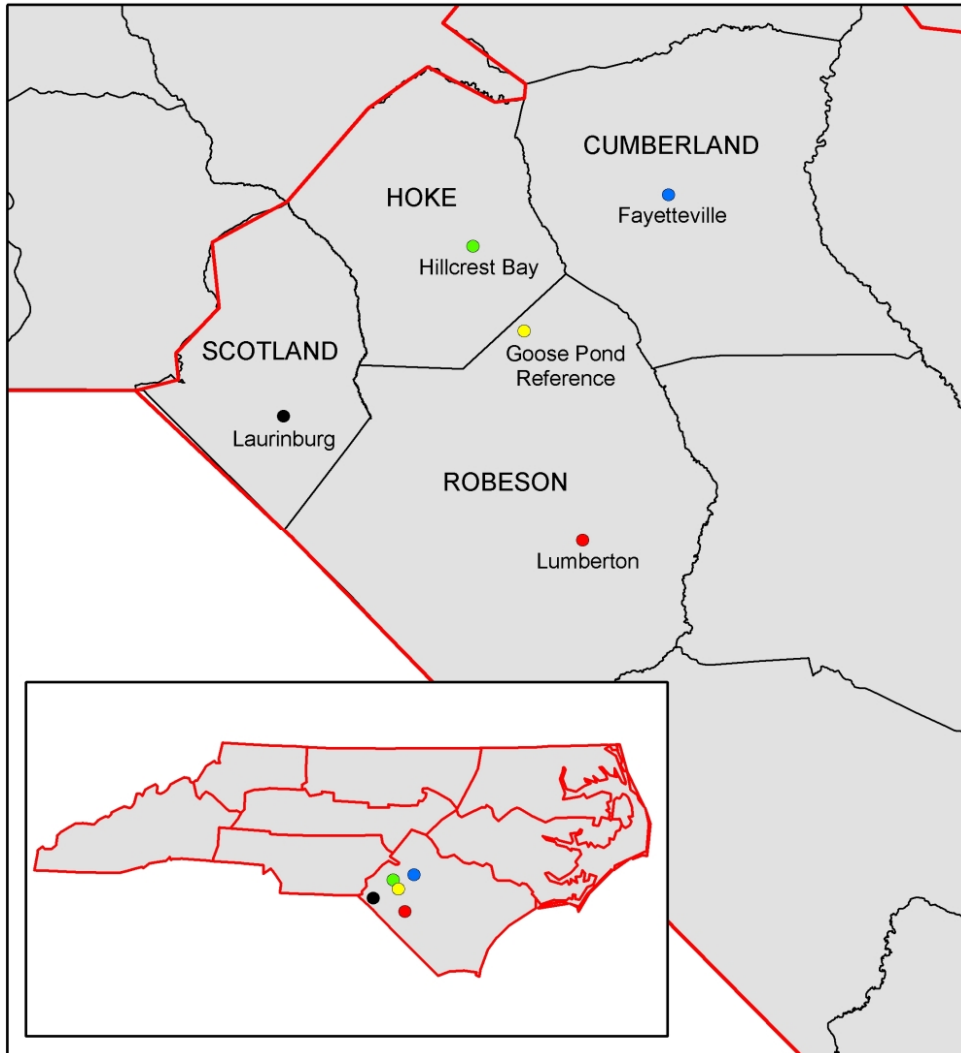 CUMBERLAND
Fayetteville
HOKE
Hillcrest Bay
SCOTLAND
Goose Pond
Reference
Laurinburg
ROBESON
Lumberton